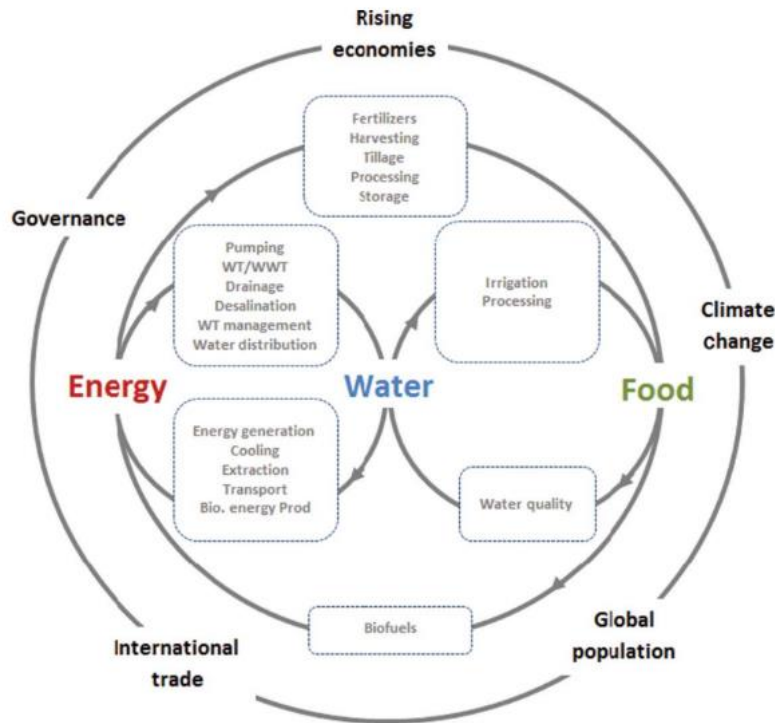 Rising
economies
Fertilizers
Harvesting
Tillage
Processing
Storage
Governance
Pumping
WT/WWT
Drainage
Desalination
WT management
Water distribution
Irrigation
Processing
Climate
change
Energy
Water
Food
Energy generation
Cooling
Extraction
Transport
Bio. energy Prod
Water quality
Biofuels
International
trade
Global
population